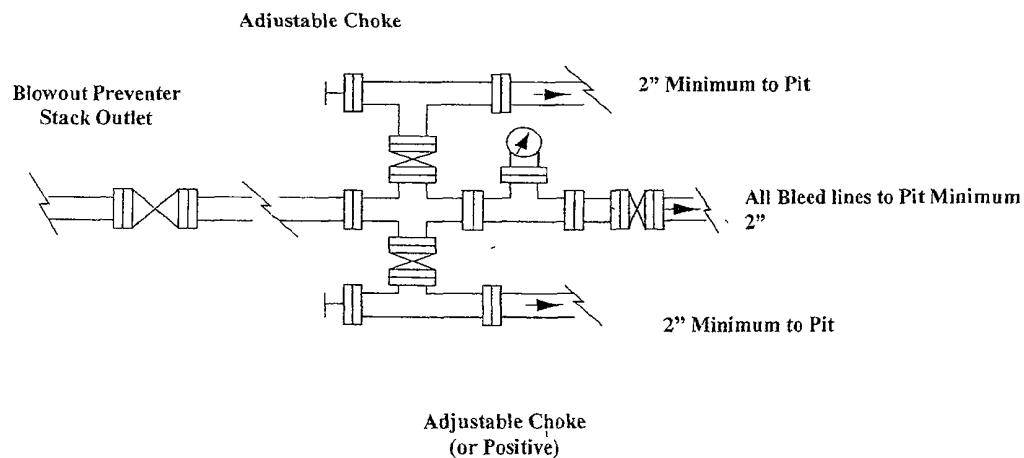 Adjustable Choke
Blowout Preventer
Stack Outlet
2” Minimum to Pit
All Bleed lines to Pit Minimum
2”
2” Minimum to Pit
Adjustable Choke
(or Positive)